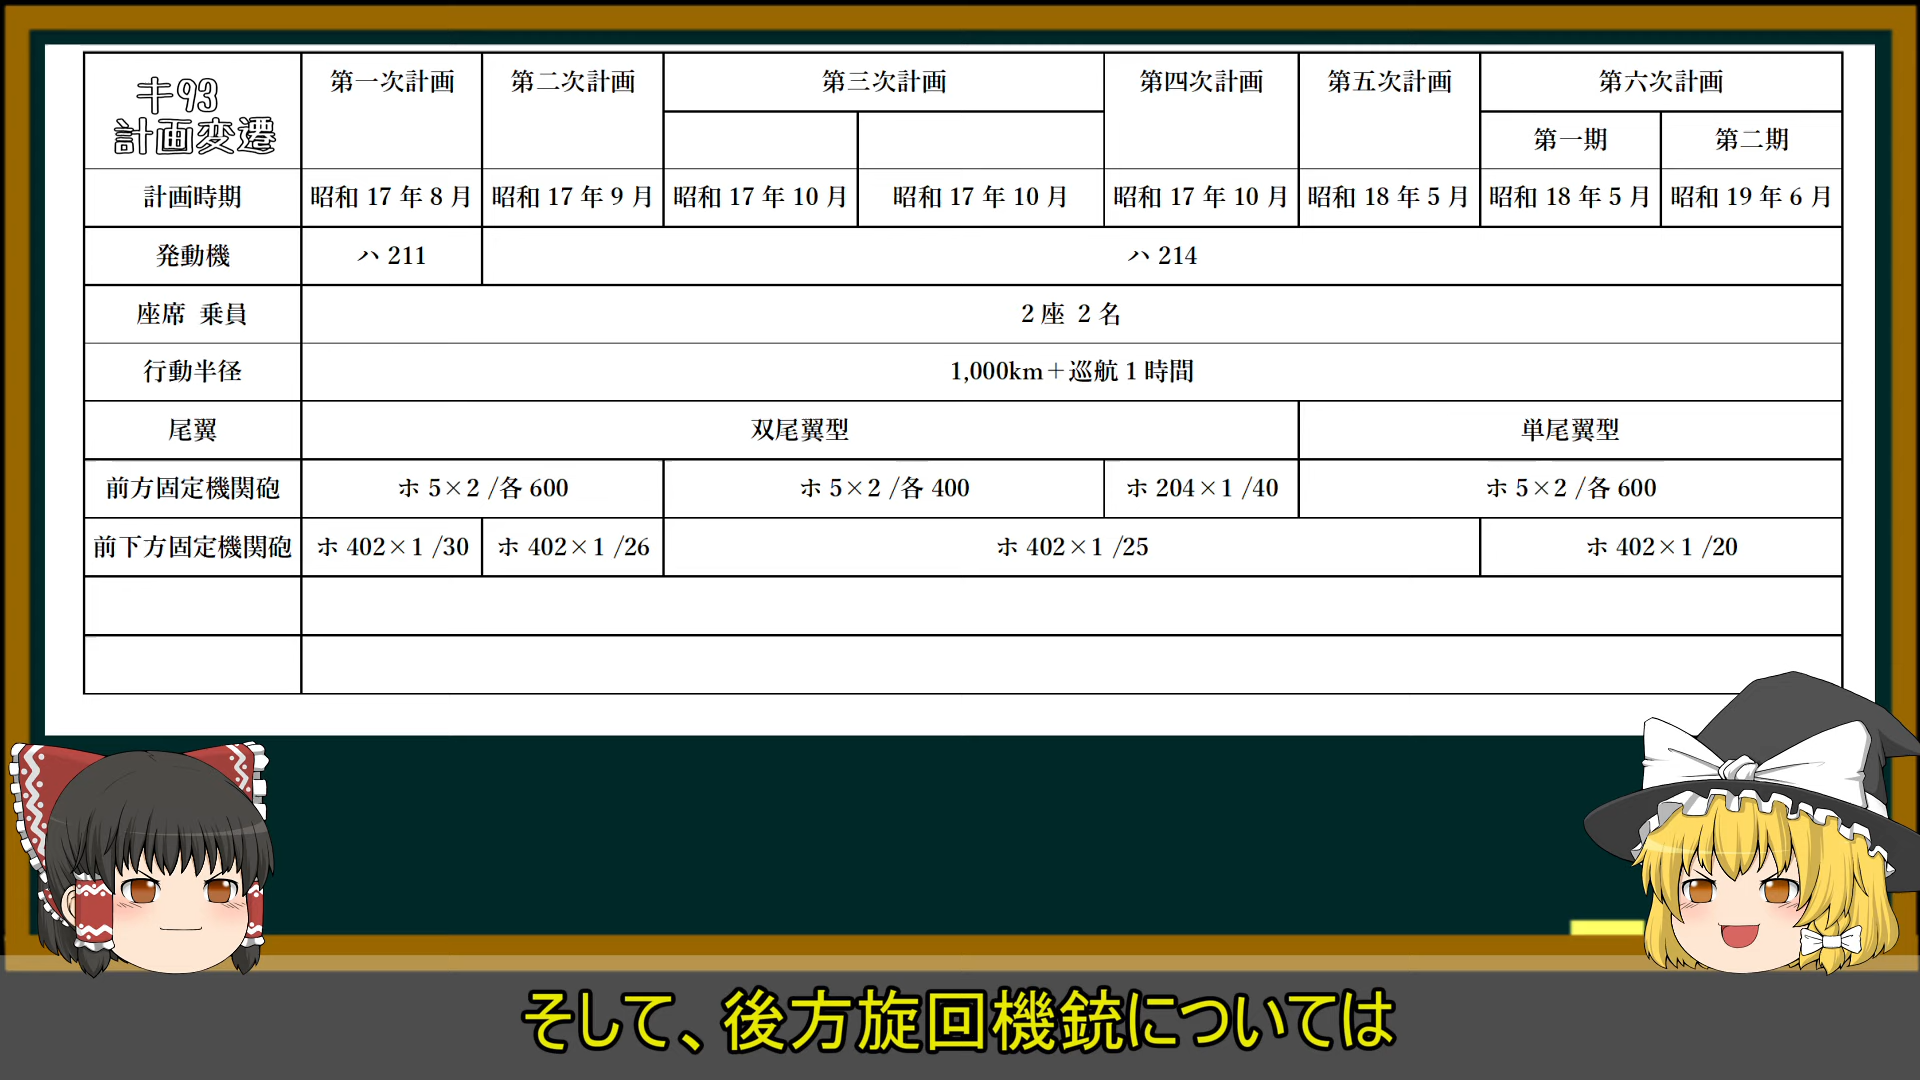 キ93
計画変遷
第一次計画 第二次計画 第三次計画 第四次計画 第五次計画 第六次計画
第一期 第二期
計画時期 昭和 17 年 8 月 昭和 17 年 9 月 昭和 17 年 10 月 昭和 17 年 10 月 昭和 17 年 10 月 昭和 18 年 5 月 昭和 18 年 5 月 昭和 19 年 6 月
発動機 ハ 211 ハ 214
座席 乗員 2 座 2 名
行動半径 1,000km＋巡航 1 時間
尾翼 双尾翼型 単尾翼型
前方固定機関砲 ホ 5×2 /各 600 ホ 5×2 /各 400 ホ 204×1 /40 ホ 5×2 /各 600
前下方固定機関砲 ホ 402×1 /30 ホ 402×1 /26 ホ 402×1 /25 ホ 402×1 /20
そして、後方旋回機銃については